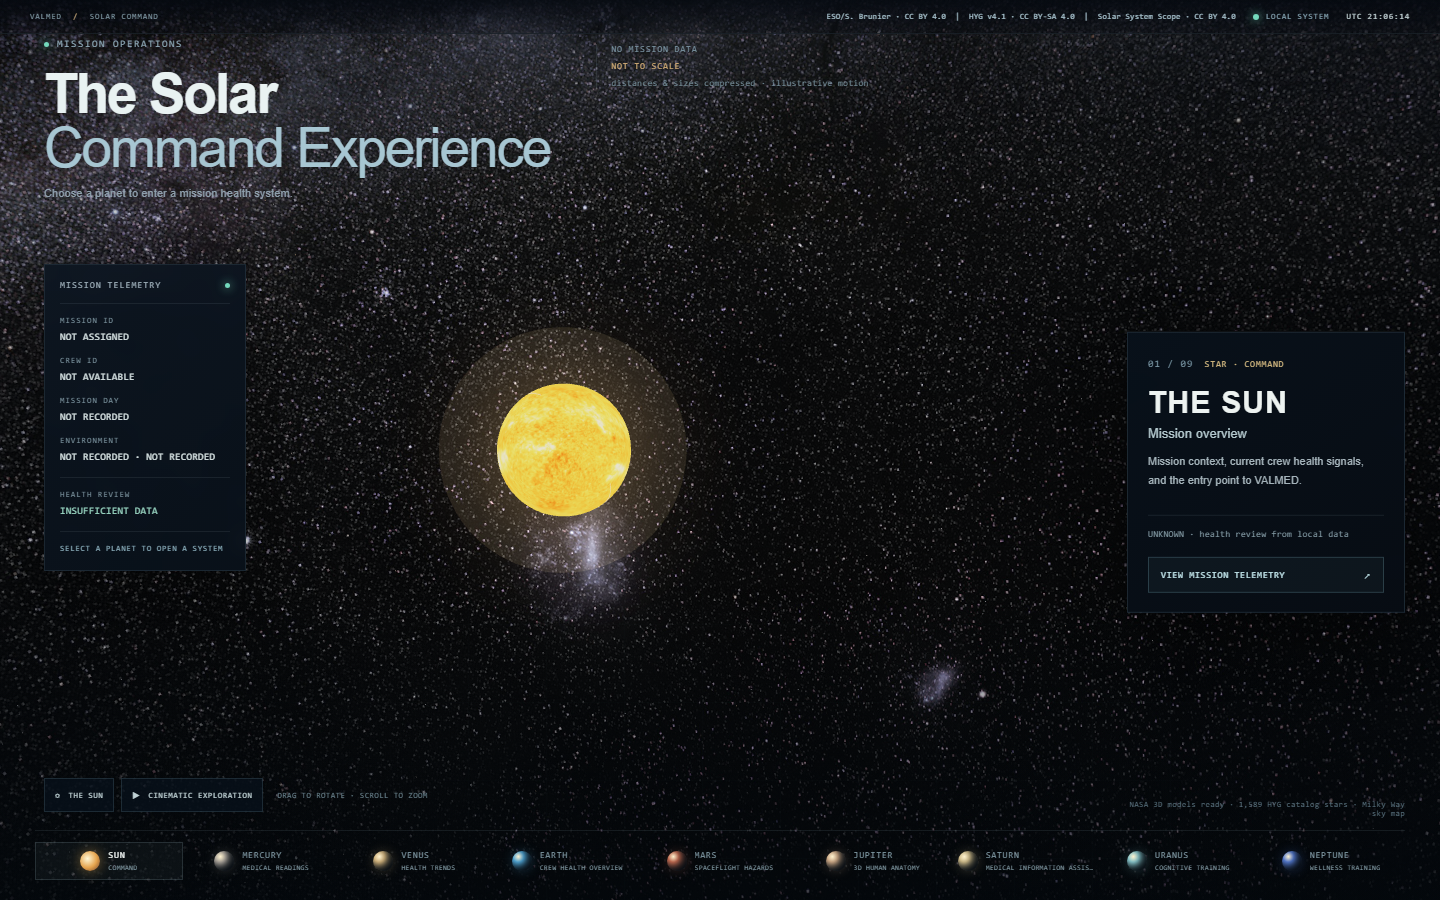 VALMED / SOLAR COMMAND
ESO/S. Brunier · CC BY 4.0 | HYG v4.1 · CC BY-SA 4.0 | Solar System Scope · CC BY 4.0
LOCAL SYSTEM
UTC 21:06:14
MISSION OPERATIONS
The Solar
Command Experience
Choose a planet to enter a mission health system.
NO MISSION DATA
NOT TO SCALE
distances & sizes compressed · illustrative motion
MISSION TELEMETRY
MISSION ID
NOT ASSIGNED
CREW ID
NOT AVAILABLE
MISSION DAY
NOT RECORDED
ENVIRONMENT
NOT RECORDED · NOT RECORDED
HEALTH REVIEW
INSUFFICIENT DATA
SELECT A PLANET TO OPEN A SYSTEM
01 / 09 STAR · COMMAND
THE SUN
Mission overview
Mission context, current crew health signals,
and the entry point to VALMED.
UNKNOWN · health review from local data
VIEW MISSION TELEMETRY ↗
THE SUN
▶ CINEMATIC EXPLORATION
DRAG TO ROTATE · SCROLL TO ZOOM
NASA 3D models ready · 1,589 HYG catalog stars · Milky Way
sky map
SUN
COMMAND
MERCURY
MEDICAL READINGS
VENUS
HEALTH TRENDS
EARTH
CREW HEALTH OVERVIEW
MARS
SPACEFLIGHT HAZARDS
JUPITER
3D HUMAN ANATOMY
SATURN
MEDICAL INFORMATION ASSIS…
URANUS
COGNITIVE TRAINING
NEPTUNE
WELLNESS TRAINING